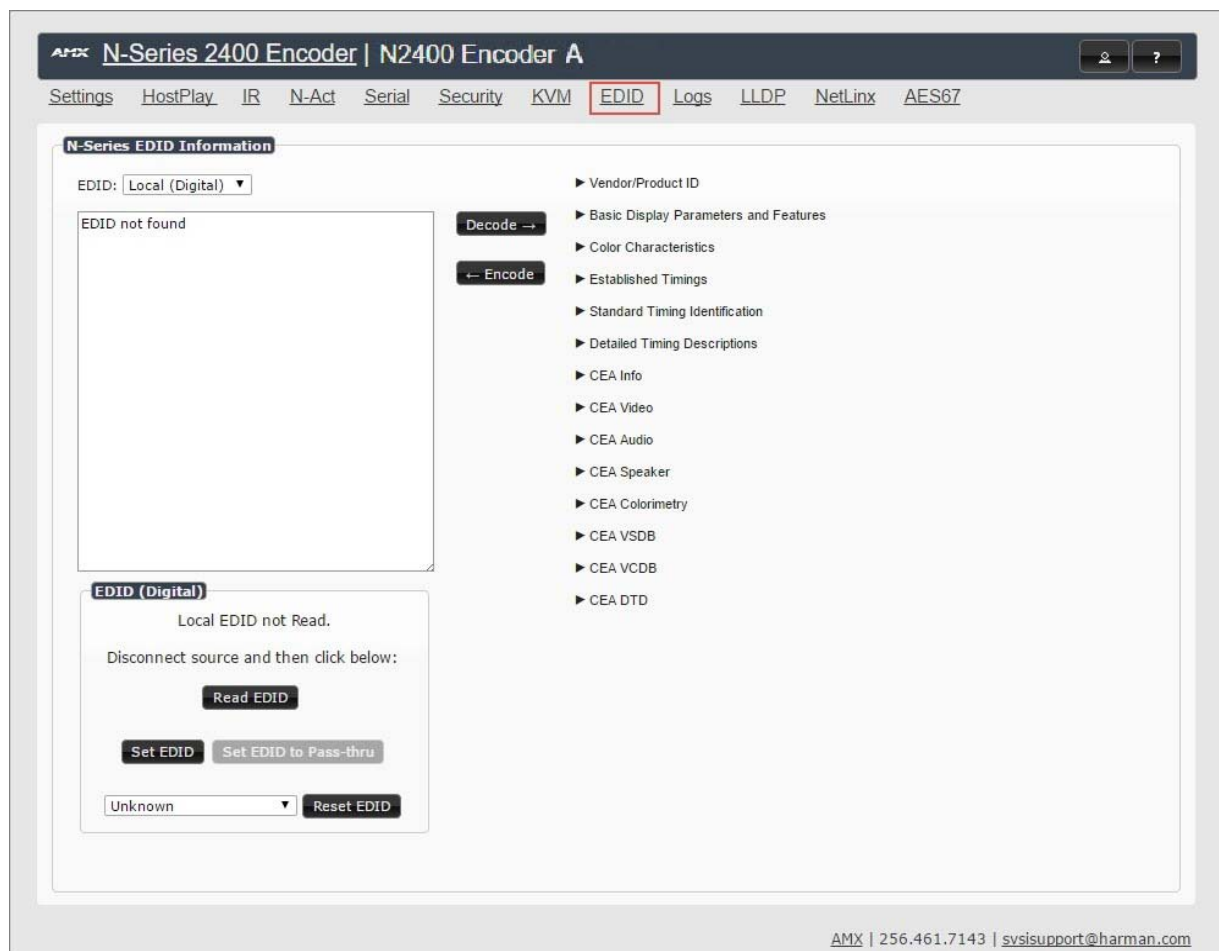 AMX N-Series 2400 Encoder | N2400 Encoder A
?
Settings HostPlay IR N-Act Serial Security KVM EDID Logs LLDP NetLinx AES67
N-Series EDID Information
EDID: Local (Digital)
EDID not found
Decode →
← Encode
Vendor/Product ID
Basic Display Parameters and Features
Color Characteristics
Established Timings
Standard Timing Identification
Detailed Timing Descriptions
CEA Info
CEA Video
CEA Audio
CEA Speaker
CEA Colorimetry
CEA VSDB
CEA VCDB
CEA DTD
EDID (Digital)
Local EDID not Read.
Disconnect source and then click below:
Read EDID
Set EDID Set EDID to Pass-thru
Unknown Reset EDID
AMX | 256.461.7143 | svsisupport@harman.com